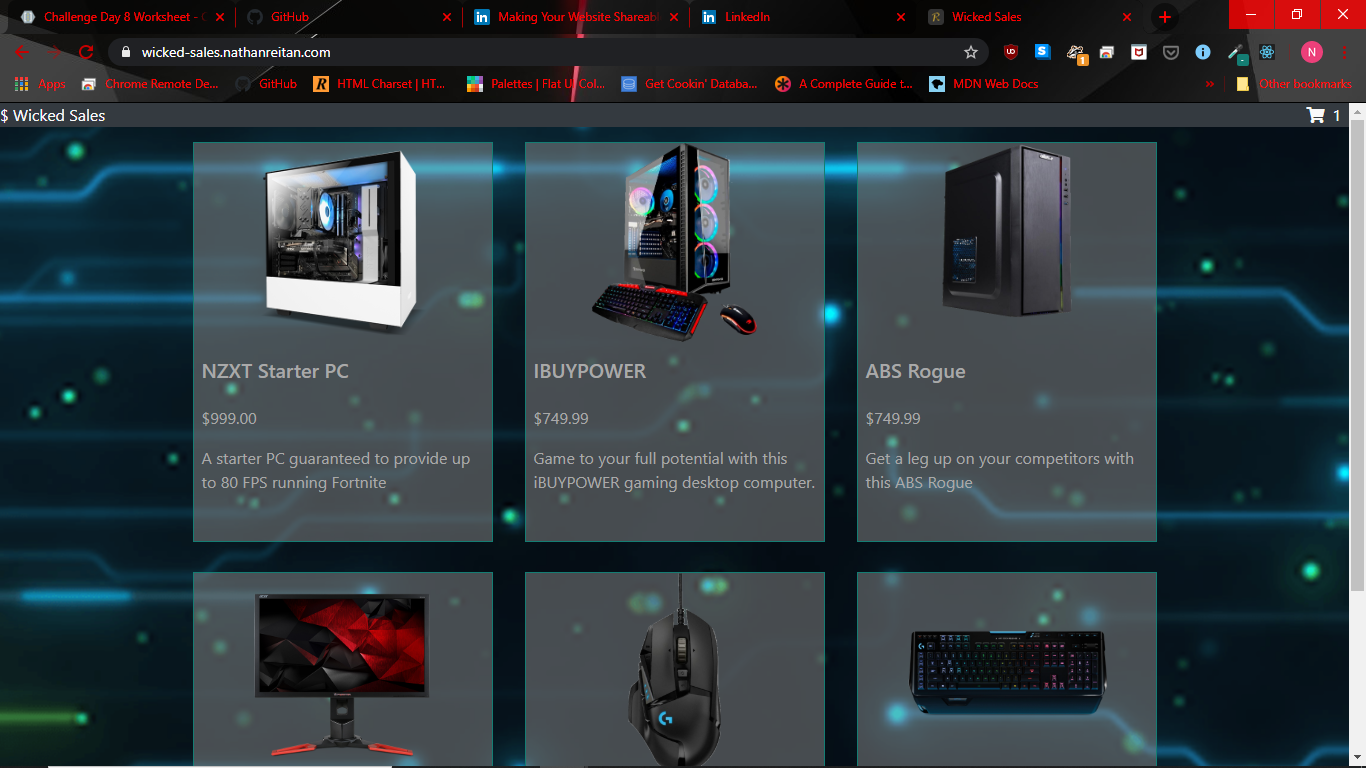 Challenge Day 8 Worksheet -
GitHub
Making Your Website Shareabl
LinkedIn
Wicked Sales
wicked-sales.nathanreitan.com
1
N
Apps
Chrome Remote De...
GitHub
HTML Charset | HT...
Palettes | Flat UI Col...
Get Cookin' Databa...
A Complete Guide t...
MDN Web Docs
»
Other bookmarks
$ Wicked Sales
1
NZXT Starter PC
$999.00
A starter PC guaranteed to provide up
to 80 FPS running Fortnite
IBUYPOWER
$749.99
Game to your full potential with this
iBUYPOWER gaming desktop computer.
ABS Rogue
$749.99
Get a leg up on your competitors with
this ABS Rogue